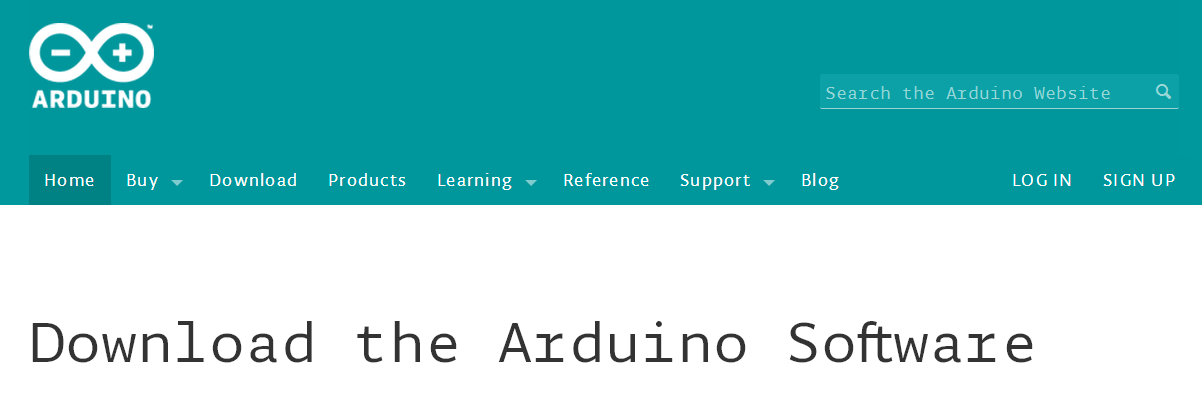 ARDUINO
Search the Arduino Website
Home Buy Download Products Learning Reference Support Blog LOG IN SIGN UP
Download the Arduino Software